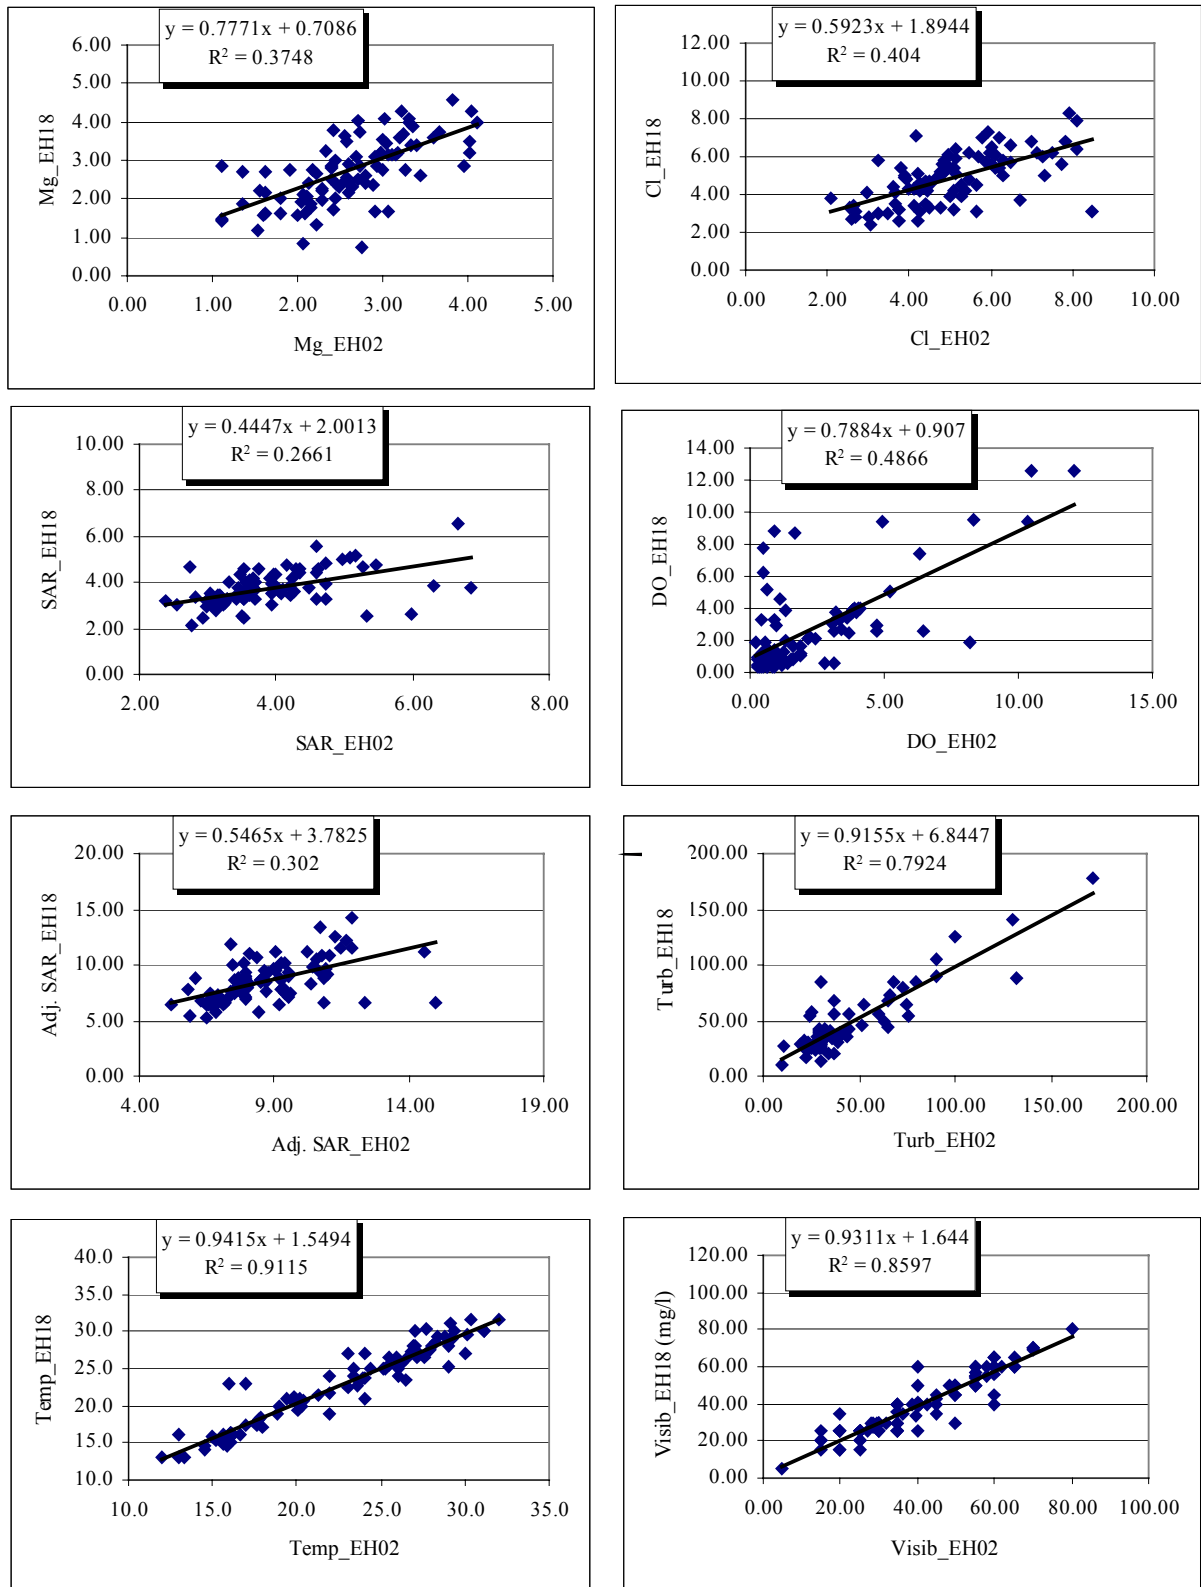 y = 0.7771x + 0.7086
R² = 0.3748
6.00
5.00
4.00
3.00
2.00
1.00
0.00
Mg_EH18
0.00 1.00 2.00 3.00 4.00 5.00
Mg_EH02
y = 0.5923x + 1.8944
R² = 0.404
12.00
10.00
8.00
6.00
4.00
2.00
0.00
Cl_EH18
0.00 2.00 4.00 6.00 8.00 10.00
Cl_EH02
y = 0.4447x + 2.0013
R² = 0.2661
10.00
8.00
6.00
4.00
2.00
0.00
SAR_EH18
2.00 4.00 6.00 8.00
SAR_EH02
y = 0.7884x + 0.907
R² = 0.4866
14.00
12.00
10.00
8.00
6.00
4.00
2.00
0.00
DO_EH18
0.00 5.00 10.00 15.00
DO_EH02
y = 0.5465x + 3.7825
R² = 0.302
20.00
15.00
10.00
5.00
0.00
Adj. SAR_EH18
4.00 9.00 14.00 19.00
Adj. SAR_EH02
y = 0.9155x + 6.8447
R² = 0.7924
200.00
150.00
100.00
50.00
0.00
Turb_EH18
0.00 50.00 100.00 150.00 200.00
Turb_EH02
y = 0.9415x + 1.5494
R² = 0.9115
40.0
35.0
30.0
25.0
20.0
15.0
10.0
Temp_EH18
10.0 15.0 20.0 25.0 30.0 35.0
Temp_EH02
y = 0.9311x + 1.644
R² = 0.8597
120.00
100.00
80.00
60.00
40.00
20.00
0.00
Visib_EH18 (mg/l)
0.00 20.00 40.00 60.00 80.00 100.00
Visib_EH02